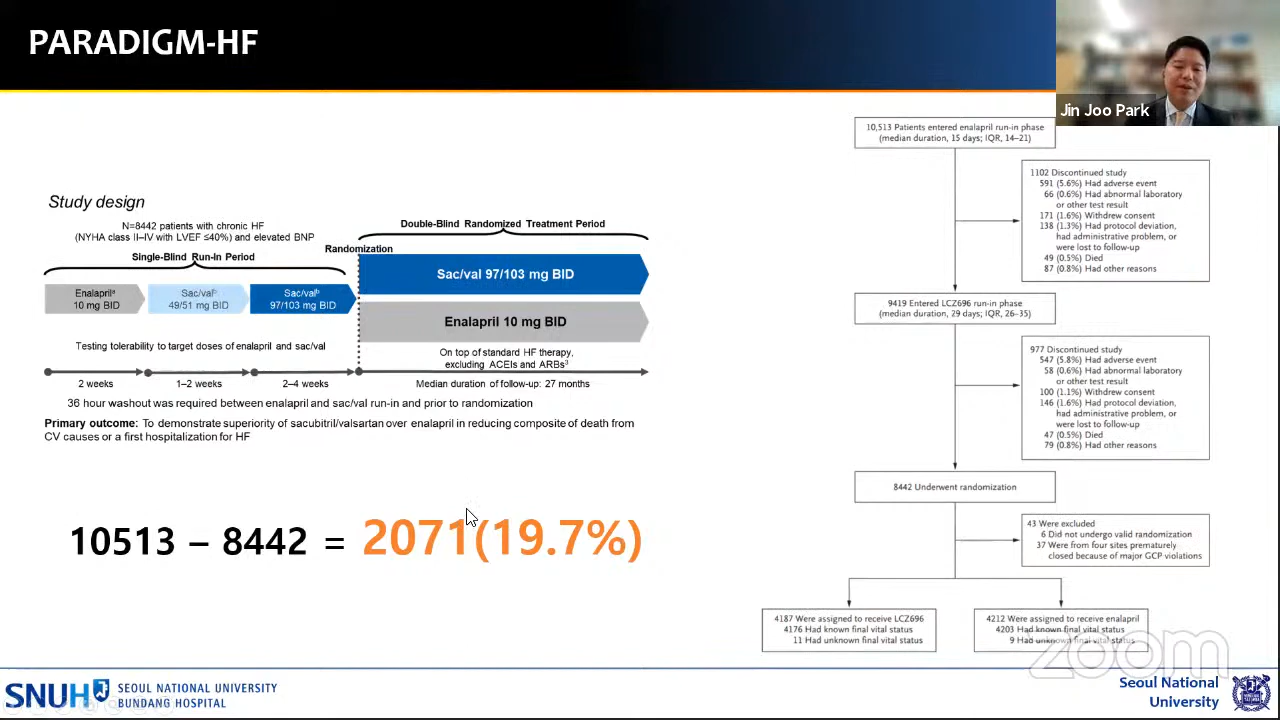 PARADIGM-HF
Jin Joo Park
Study design
N=8442 patients with chronic HF
(NYHA class II–IV with LVEF ≤40%) and elevated BNP
Single-Blind Run-In Period
Double-Blind Randomized Treatment Period
Randomization
Enalaprilᵃ
10 mg BID
Sac/valᵇ
49/51 mg BID
Sac/valᵇ
97/103 mg BID
Sac/val 97/103 mg BID
Enalapril 10 mg BID
Testing tolerability to target doses of enalapril and sac/val
On top of standard HF therapy,
excluding ACEIs and ARBs³
2 weeks
1–2 weeks
2–4 weeks
Median duration of follow-up: 27 months
36 hour washout was required between enalapril and sac/val run-in and prior to randomization
Primary outcome: To demonstrate superiority of sacubitril/valsartan over enalapril in reducing composite of death from
CV causes or a first hospitalization for HF
10513 – 8442 = 2071(19.7%)
10,513 Patients entered enalapril run-in phase
(median duration, 15 days; IQR, 14–21)
1102 Discontinued study
591 (5.6%) Had adverse event
66 (0.6%) Had abnormal laboratory
or other test result
171 (1.6%) Withdrew consent
138 (1.3%) Had protocol deviation,
had administrative problem, or
were lost to follow-up
49 (0.5%) Died
87 (0.8%) Had other reasons
9419 Entered LCZ696 run-in phase
(median duration, 29 days; IQR, 26–35)
977 Discontinued study
547 (5.8%) Had adverse event
58 (0.6%) Had abnormal laboratory
or other test result
100 (1.1%) Withdrew consent
146 (1.6%) Had protocol deviation,
had administrative problem, or
were lost to follow-up
47 (0.5%) Died
79 (0.8%) Had other reasons
8442 Underwent randomization
43 Were excluded
6 Did not undergo valid randomization
37 Were from four sites prematurely
closed because of major GCP violations
4187 Were assigned to receive LCZ696
4176 Had known final vital status
11 Had unknown final vital status
4212 Were assigned to receive enalapril
4203 Had known final vital status
9 Had unknown final vital status
zoom
SNUH
SEOUL NATIONAL UNIVERSITY
BUNDANG HOSPITAL
Seoul National
University